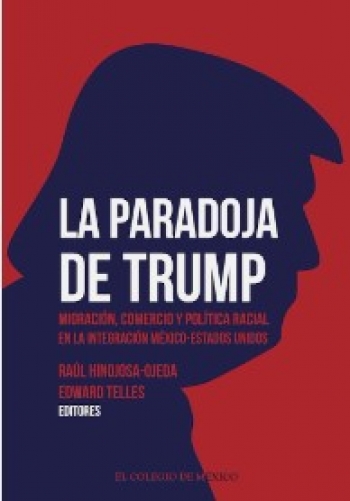 LA PARADOJA
DE TRUMP
MIGRACIÓN, COMERCIO Y POLÍTICA RACIAL
EN LA INTEGRACIÓN MÉXICO-ESTADOS UNIDOS
RAÚL HINOJOSA-OJEDA
EDWARD TELLES
EDITORES
EL COLEGIO DE MÉXICO